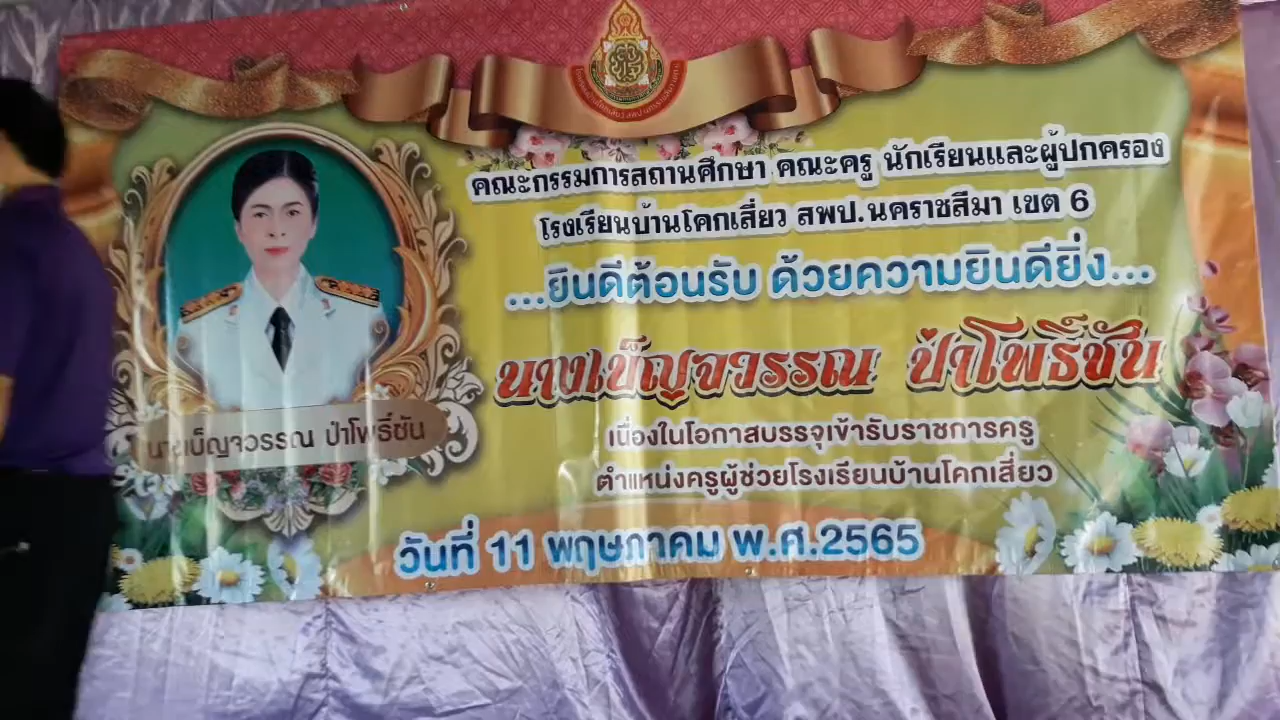 คณะกรรมการสถานศึกษา คณะครู นักเรียนและผู้ปกครอง
โรงเรียนบ้านโคกเสี่ยว สพป.นคราชสีมา เขต 6
...ยินดีต้อนรับ ด้วยความยินดียิ่ง...
นางเบ็ญจวรรณ ป่าโพธิ์ชัน
เนื่องในโอกาสบรรจุเข้ารับราชการครู
ตำแหน่งครูผู้ช่วยโรงเรียนบ้านโคกเสี่ยว
นางเบ็ญจวรรณ ป่าโพธิ์ชัน
วันที่ 11 พฤษภาคม พ.ศ.2565